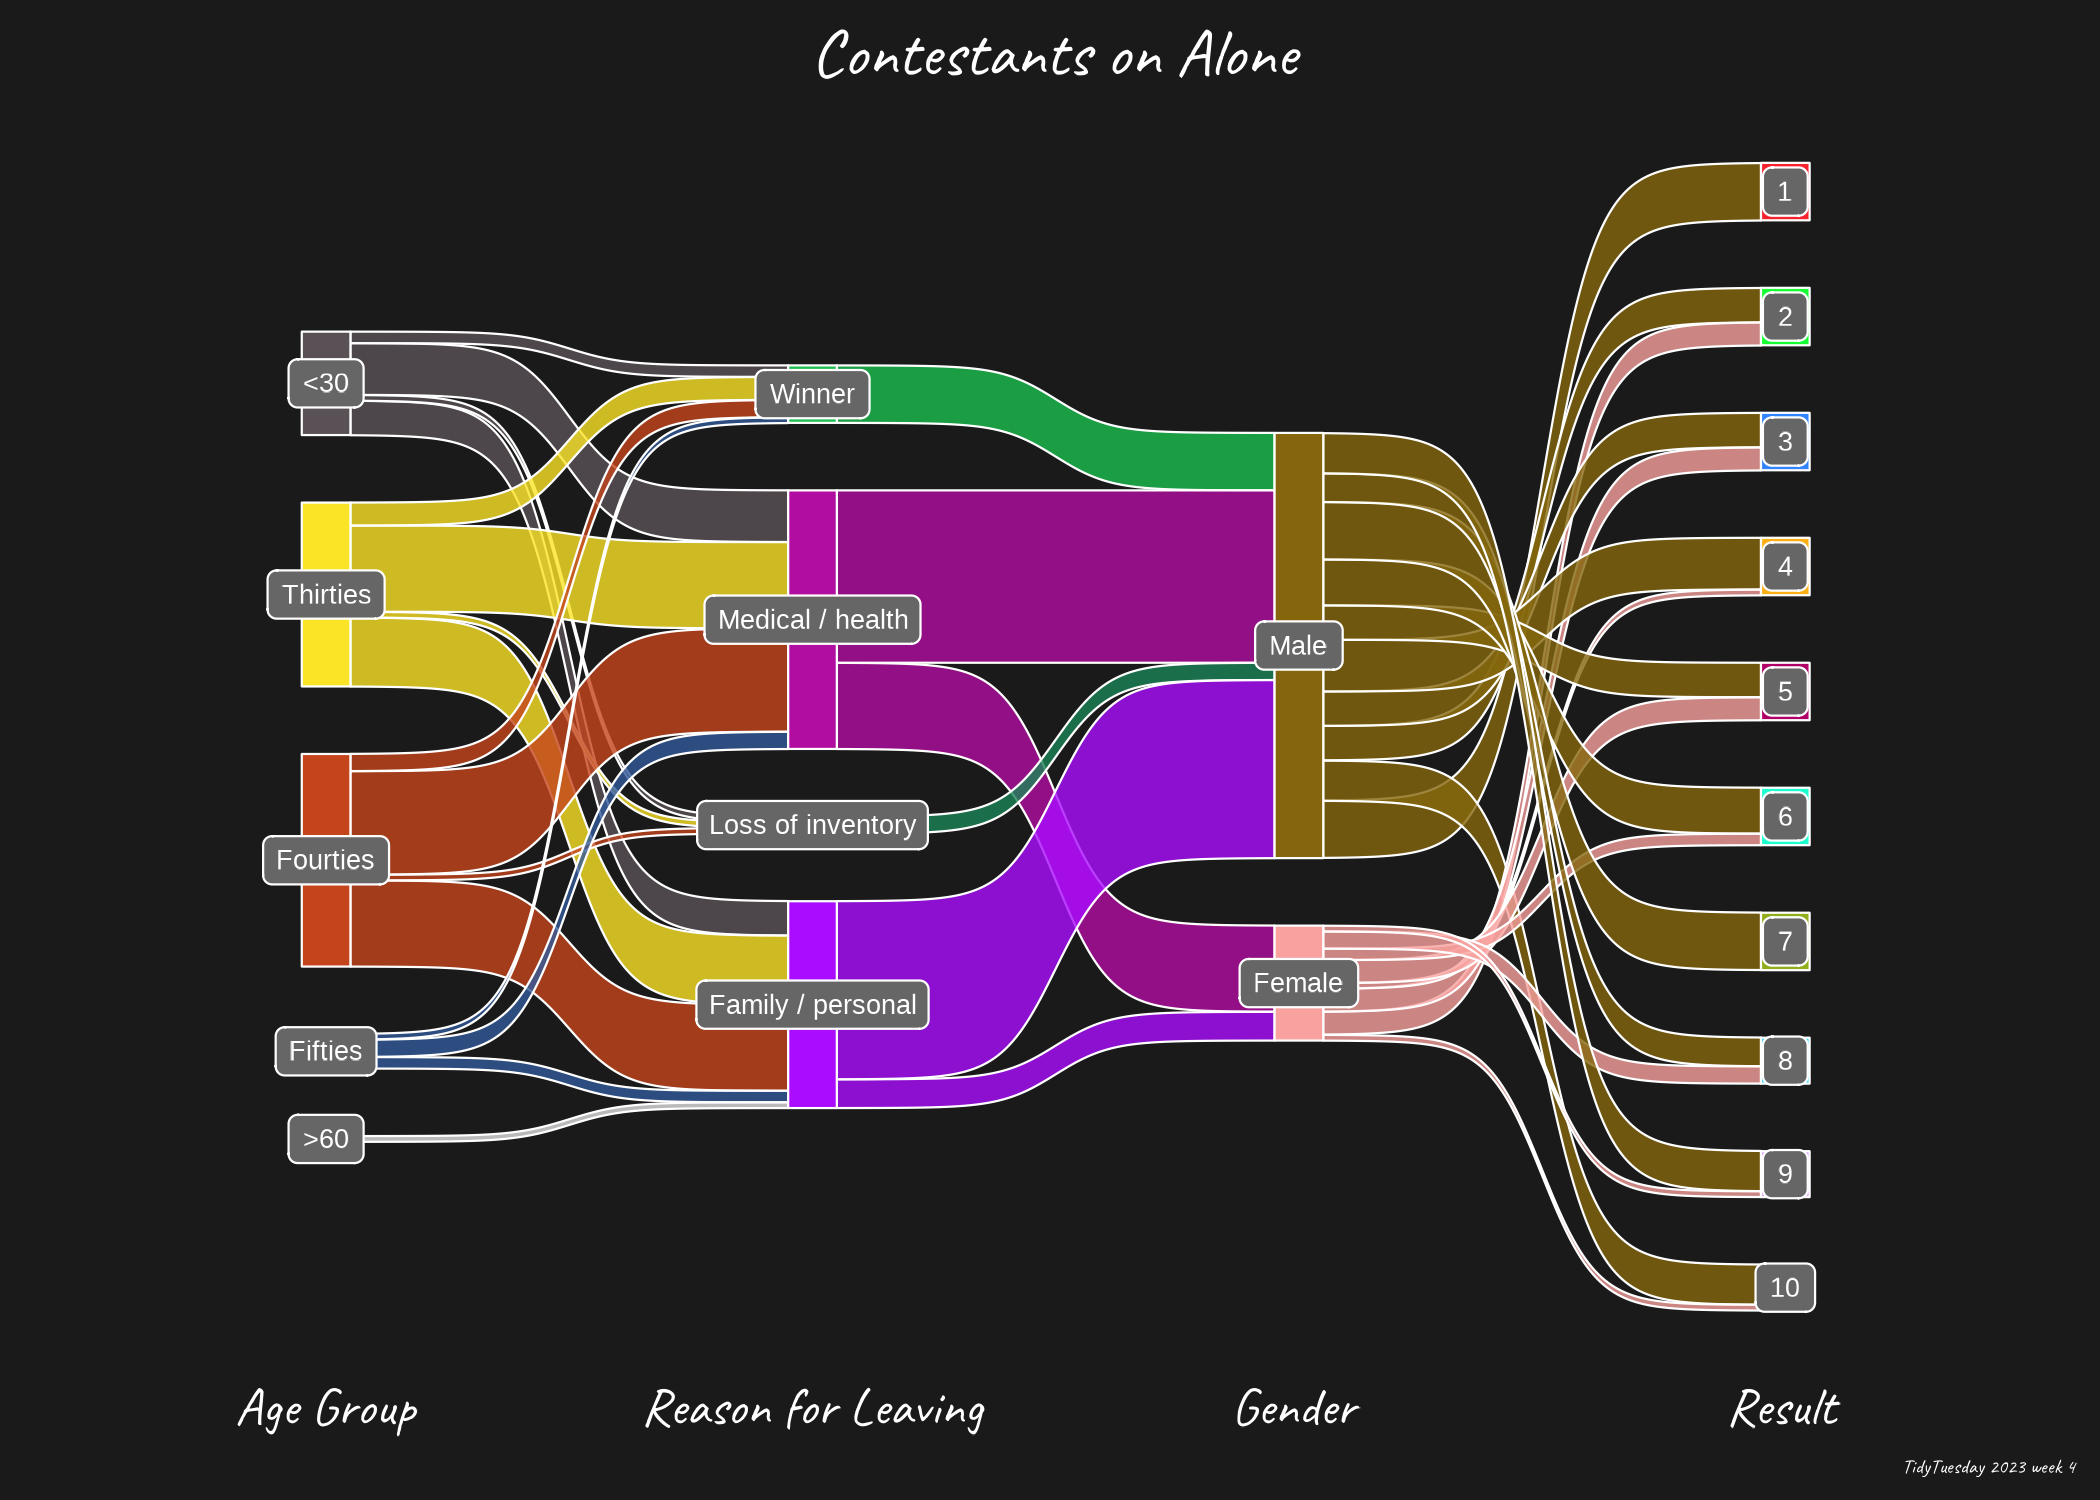 Contestants on Alone
<30
Thirties
Fourties
Fifties
>60
Winner
Medical / health
Loss of inventory
Family / personal
Male
Female
1
2
3
4
5
6
7
8
9
10
Age Group
Reason for Leaving
Gender
Result
TidyTuesday 2023 week 4